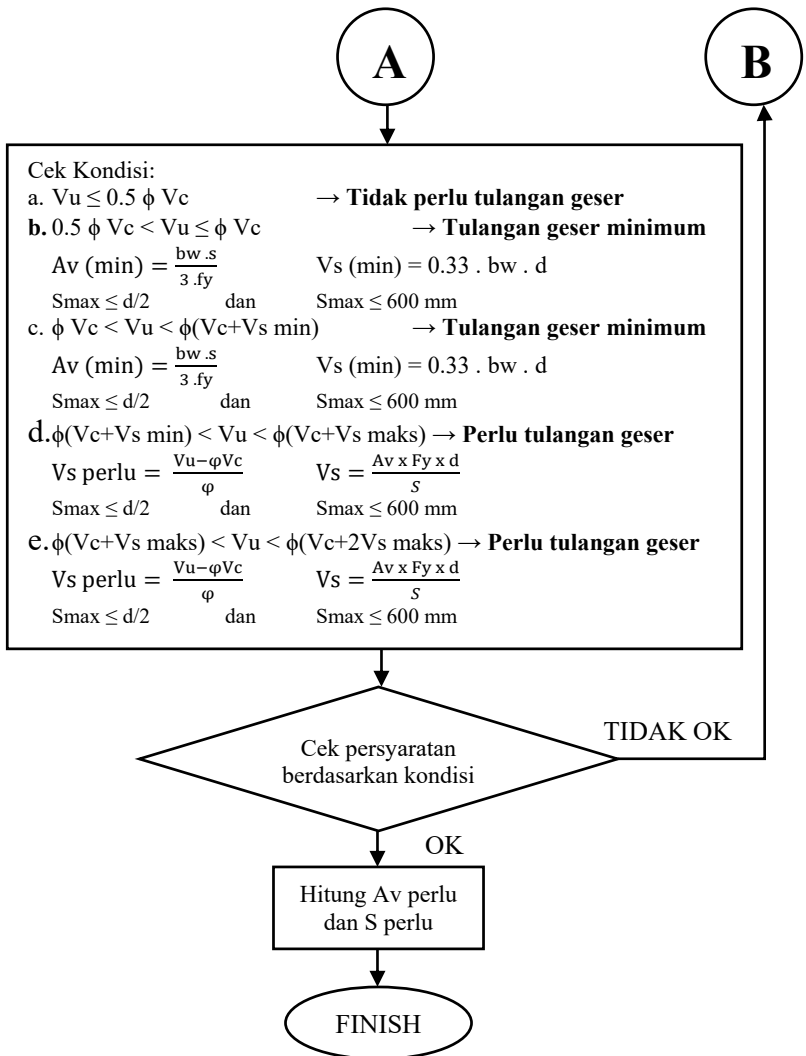 A
B
Cek Kondisi:
a. Vu ≤ 0.5 ϕ Vc → Tidak perlu tulangan geser
b. 0.5 ϕ Vc < Vu ≤ ϕ Vc → Tulangan geser minimum
Av (min) = bw .s / 3 .fy Vs (min) = 0.33 . bw . d
Smax ≤ d/2 dan Smax ≤ 600 mm
c. ϕ Vc < Vu < ϕ(Vc+Vs min) → Tulangan geser minimum
Av (min) = bw .s / 3 .fy Vs (min) = 0.33 . bw . d
Smax ≤ d/2 dan Smax ≤ 600 mm
d. ϕ(Vc+Vs min) < Vu < ϕ(Vc+Vs maks) → Perlu tulangan geser
Vs perlu = Vu−φVc / φ Vs = Av x Fy x d / S
Smax ≤ d/2 dan Smax ≤ 600 mm
e. ϕ(Vc+Vs maks) < Vu < ϕ(Vc+2Vs maks) → Perlu tulangan geser
Vs perlu = Vu−φVc / φ Vs = Av x Fy x d / S
Smax ≤ d/2 dan Smax ≤ 600 mm
TIDAK OK
Cek persyaratan
berdasarkan kondisi
OK
Hitung Av perlu
dan S perlu
FINISH